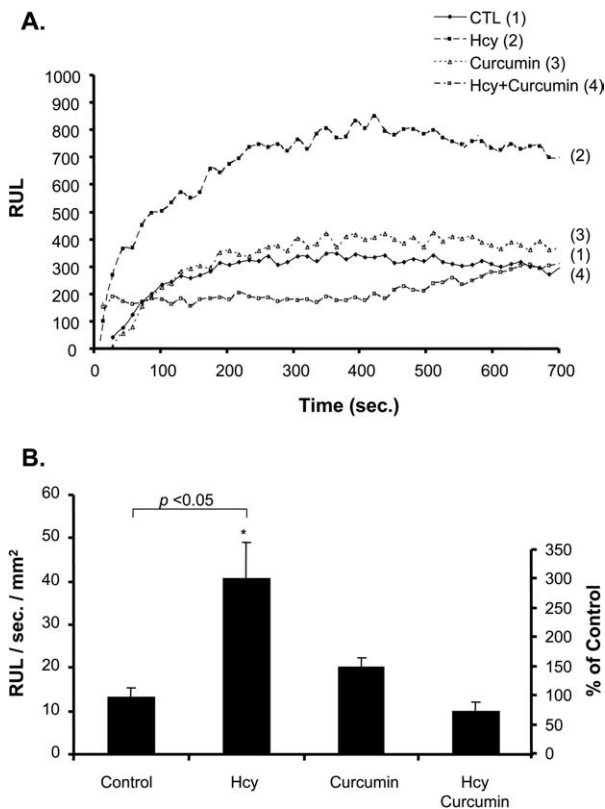 A.
CTL (1)
Hcy (2)
Curcumin (3)
Hcy+Curcumin (4)
1000
900
800
700
600
500
400
300
200
100
0
RUL
(2)
(3)
(1)
(4)
0 100 200 300 400 500 600 700
Time (sec.)
B.
p <0.05
*
60
50
40
30
20
10
0
RUL / sec. / mm²
350
300
250
200
150
100
50
0
% of Control
Control Hcy Curcumin Hcy
Curcumin